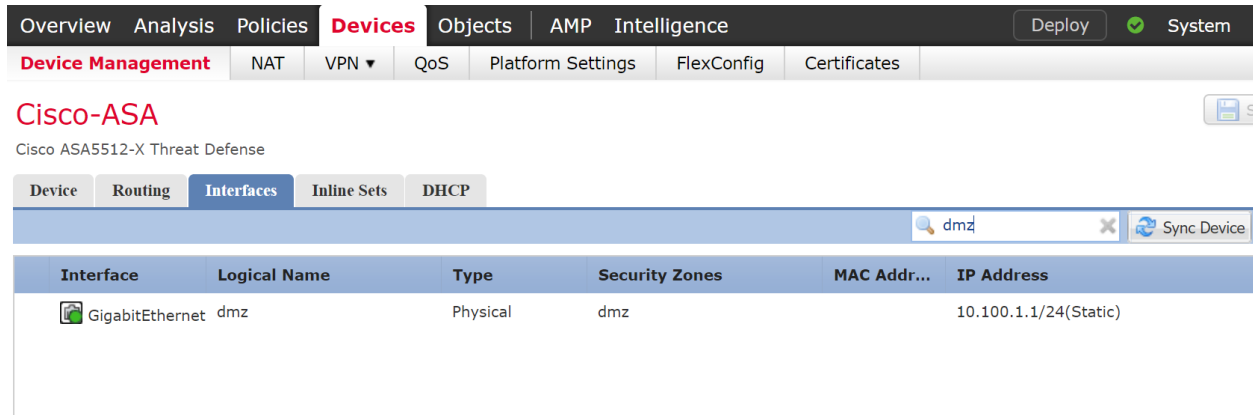 Overview Analysis Policies Devices Objects AMP Intelligence Deploy System
Device Management NAT VPN ▼ QoS Platform Settings FlexConfig Certificates
Cisco-ASA
Cisco ASA5512-X Threat Defense
Device Routing Interfaces Inline Sets DHCP
dmz Sync Device
Interface Logical Name Type Security Zones MAC Addr... IP Address
GigabitEthernet dmz Physical dmz 10.100.1.1/24(Static)